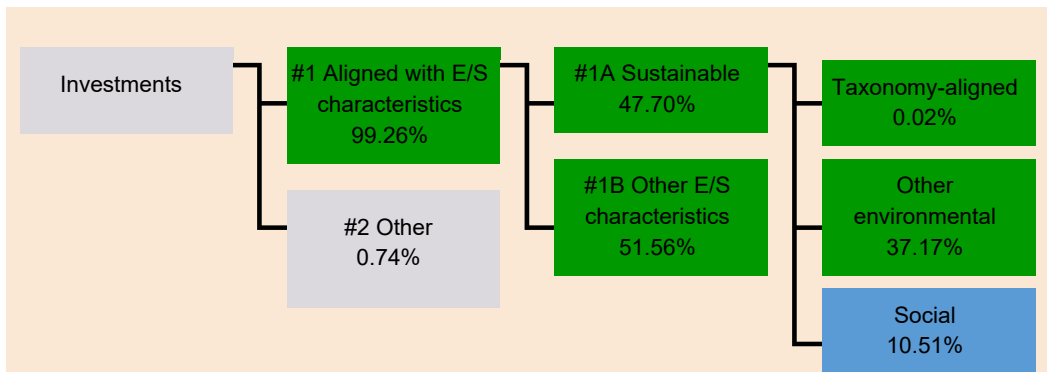 Investments
#1 Aligned with E/S
characteristics
99.26%
#2 Other
0.74%
#1A Sustainable
47.70%
#1B Other E/S
characteristics
51.56%
Taxonomy-aligned
0.02%
Other
environmental
37.17%
Social
10.51%